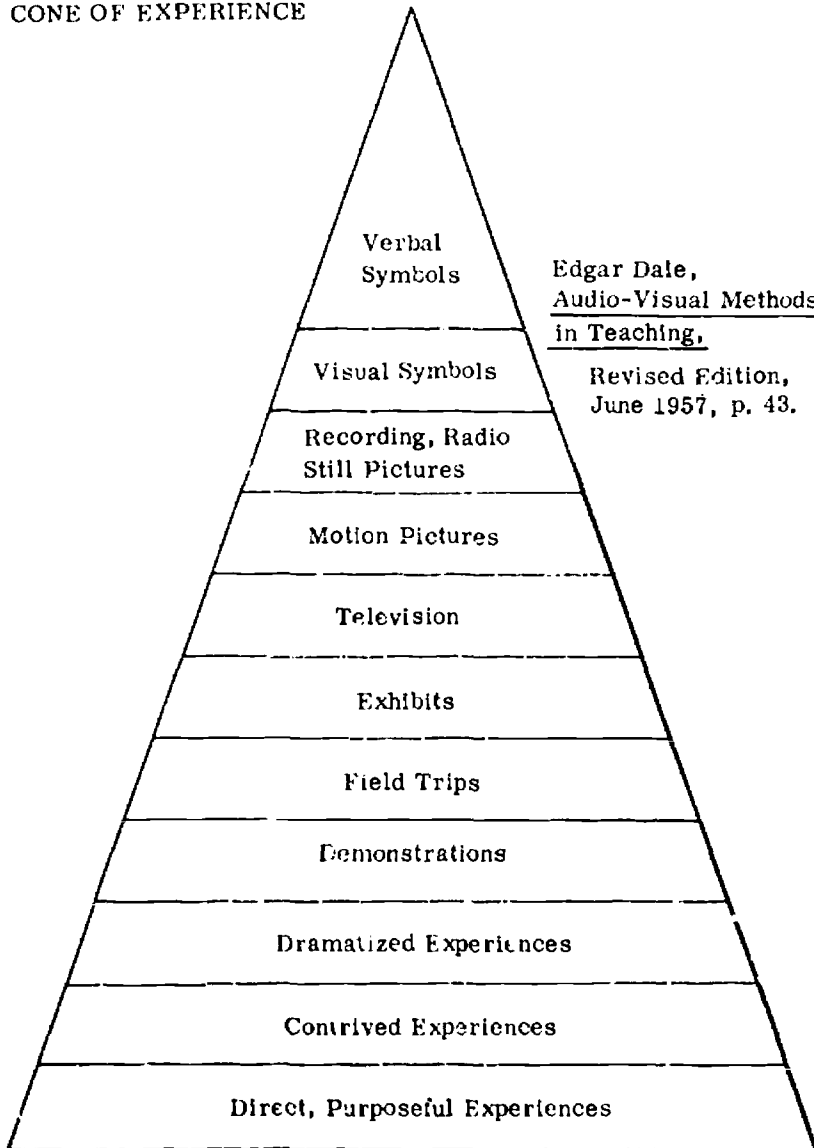 CONE OF EXPERIENCE
Verbal
Symbols
Edgar Dale,
Audio-Visual Methods
in Teaching,
Revised Edition,
June 1957, p. 43.
Visual Symbols
Recording, Radio
Still Pictures
Motion Pictures
Television
Exhibits
Field Trips
Demonstrations
Dramatized Experiences
Contrived Experiences
Direct, Purposeful Experiences